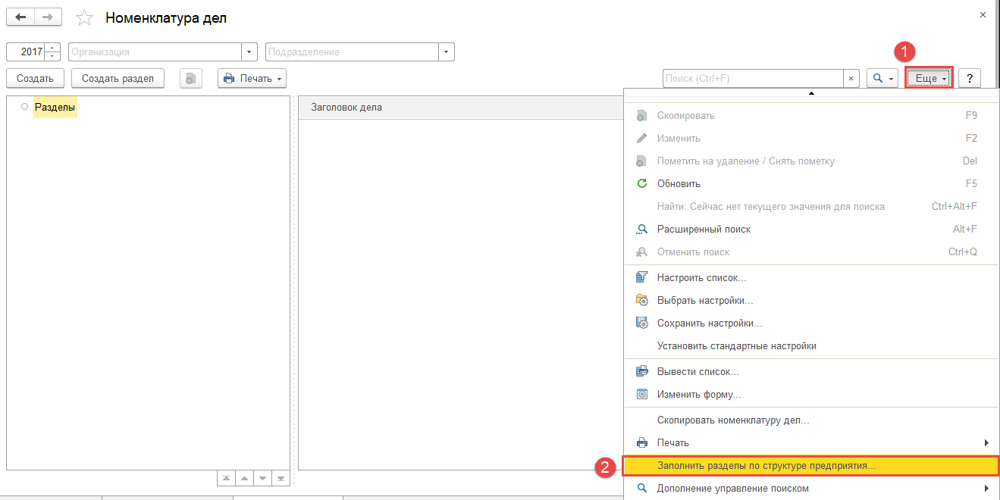 Номенклатура дел
×
2017 Организация Подразделение
1
Создать Создать раздел Печать Поиск (Ctrl+F) × Еще ?
Разделы
Заголовок дела
Скопировать F9
Изменить F2
Пометить на удаление / Снять пометку Del
Обновить F5
Найти: Сейчас нет текущего значения для поиска Ctrl+Alt+F
Расширенный поиск Alt+F
Отменить поиск Ctrl+Q
Настроить список...
Выбрать настройки...
Сохранить настройки...
Установить стандартные настройки
Вывести список...
Изменить форму...
Скопировать номенклатуру дел...
Печать
2 Заполнить разделы по структуре предприятия...
Дополнение управление поиском